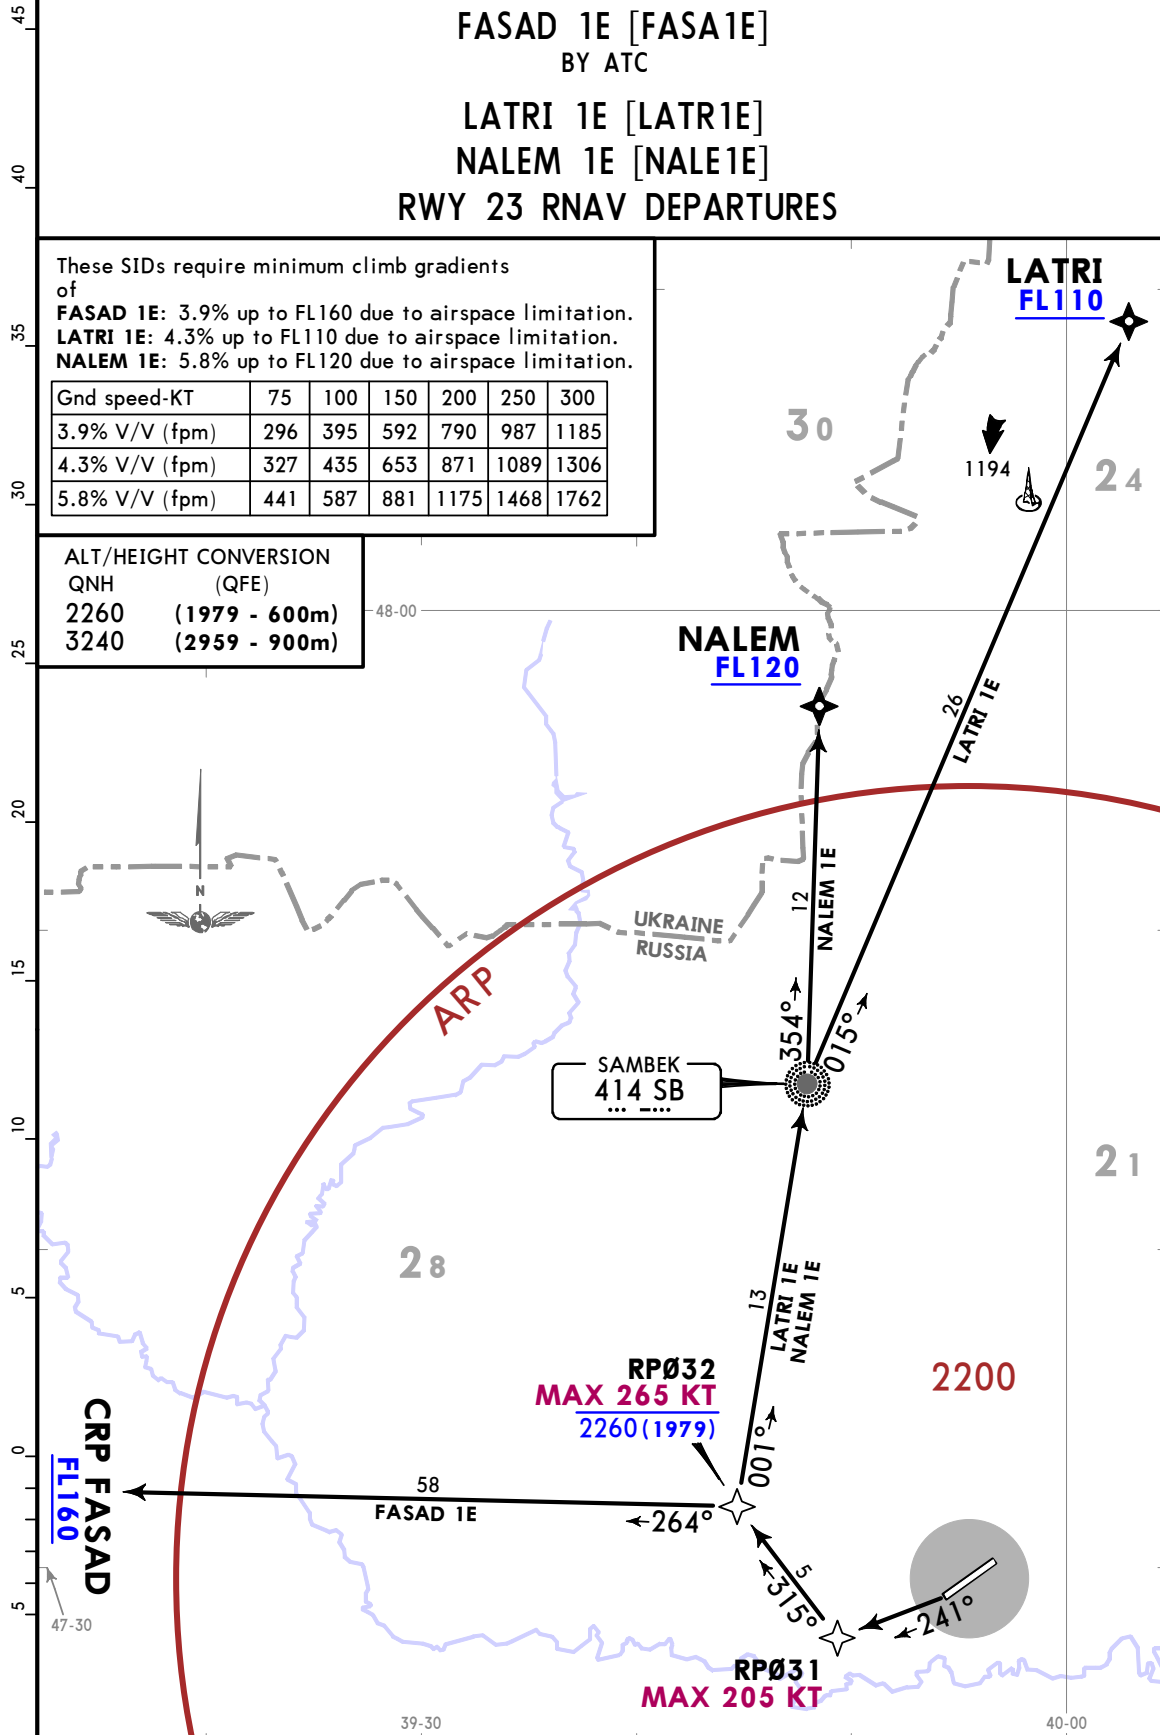 FASAD 1E [FASA1E]
BY ATC
LATRI 1E [LATR1E]
NALEM 1E [NALE1E]
RWY 23 RNAV DEPARTURES
These SIDs require minimum climb gradients
of
FASAD 1E: 3.9% up to FL160 due to airspace limitation.
LATRI 1E: 4.3% up to FL110 due to airspace limitation.
NALEM 1E: 5.8% up to FL120 due to airspace limitation.
Gnd speed-KT 75 100 150 200 250 300
3.9% V/V (fpm) 296 395 592 790 987 1185
4.3% V/V (fpm) 327 435 653 871 1089 1306
5.8% V/V (fpm) 441 587 881 1175 1468 1762
ALT/HEIGHT CONVERSION
QNH (QFE)
2260 (1979 - 600m)
3240 (2959 - 900m)
45
40
35
30
25
20
15
10
5
0
5
LATRI
FL110
30
1194
24
48-00
NALEM
FL120
26
LATRI 1E
N
UKRAINE
RUSSIA
12
NALEM 1E
ARP
354°
015°
SAMBEK
414 SB
21
28
13
LATRI 1E
NALEM 1E
RPØ32
MAX 265 KT
2260(1979)
2200
001°
CRP FASAD
FL160
58
FASAD 1E
264°
5
315°
241°
47-30
RPØ31
MAX 205 KT
39-30
40-00